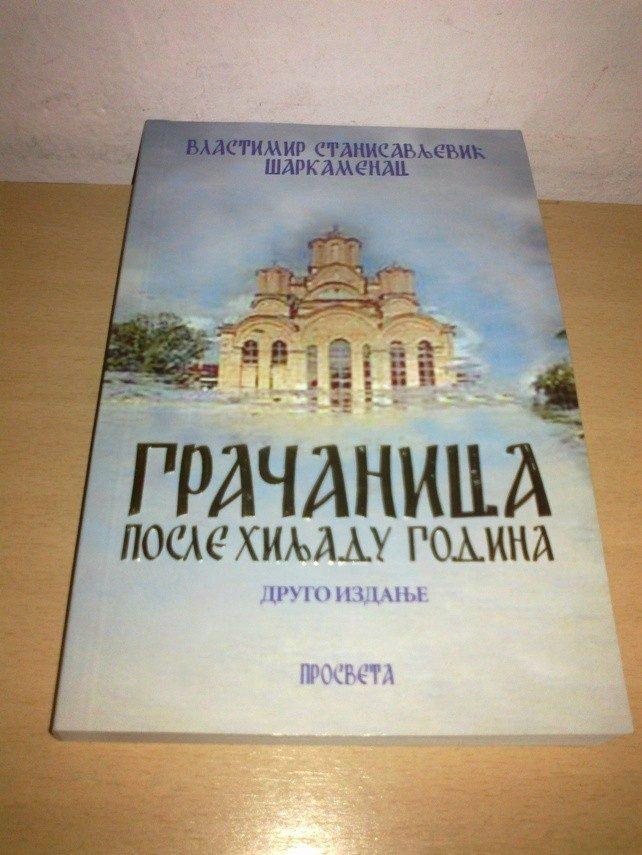 ВЛАСТИМИР СТАНИСАВЉЕВИЋ
ШАРКАМЕНАЦ
ГРАЧАНИЦА
ПОСЛЕ ХИЉАДУ ГОДИНА
ДРУГО ИЗДАЊЕ
ПРОСВЕТА